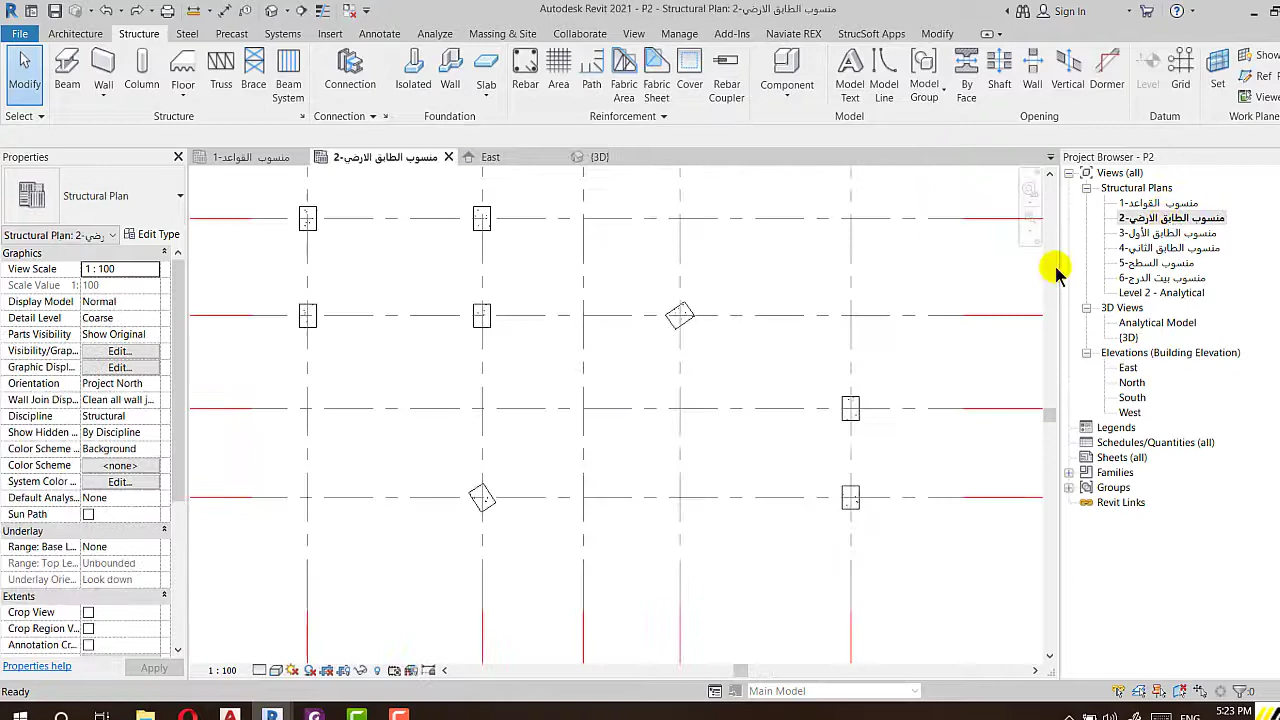 Autodesk Revit 2021 - P2 - Structural Plan: 2-منسوب الطابق الارضي
Sign In
File Architecture Structure Steel Precast Systems Insert Annotate Analyze Massing & Site Collaborate View Manage Add-Ins Naviate REX StrucSoft Apps Modify
Modify Beam Wall Column Floor Truss Brace Beam System Connection Isolated Wall Slab Rebar Area Path Fabric Area Fabric Sheet Cover Rebar Coupler Component Model Text Model Line Model Group By Face Shaft Wall Vertical Dormer Level Grid Set Show
Ref
Viewe
Select Structure Connection Foundation Reinforcement Model Opening Datum Work Plane
Properties
1-منسوب القواعد
2-منسوب الطابق الارضي
East
{3D}
Project Browser - P2
Structural Plan
Structural Plan: 2-رضي
Edit Type
Graphics
View Scale 1 : 100
Scale Value 1: 100
Display Model Normal
Detail Level Coarse
Parts Visibility Show Original
Visibility/Grap... Edit...
Graphic Displ... Edit...
Orientation Project North
Wall Join Disp... Clean all wall j...
Discipline Structural
Show Hidden ... By Discipline
Color Scheme ... Background
Color Scheme <none>
System Color ... Edit...
Default Analys... None
Sun Path
Underlay
Range: Base L... None
Range: Top Le... Unbounded
Underlay Orie... Look down
Extents
Crop View
Crop Region V...
Annotation Cr...
Properties help
Apply
Views (all)
Structural Plans
1-منسوب القواعد
2-منسوب الطابق الارضي
3-منسوب الطابق الأول
4-منسوب الطابق الثاني
5-منسوب السطح
6-منسوب بيت الدرج
Level 2 - Analytical
3D Views
Analytical Model
{3D}
Elevations (Building Elevation)
East
North
South
West
Legends
Schedules/Quantities (all)
Sheets (all)
Families
Groups
Revit Links
1 : 100
Ready
Main Model
:0
ENG
5:23 PM